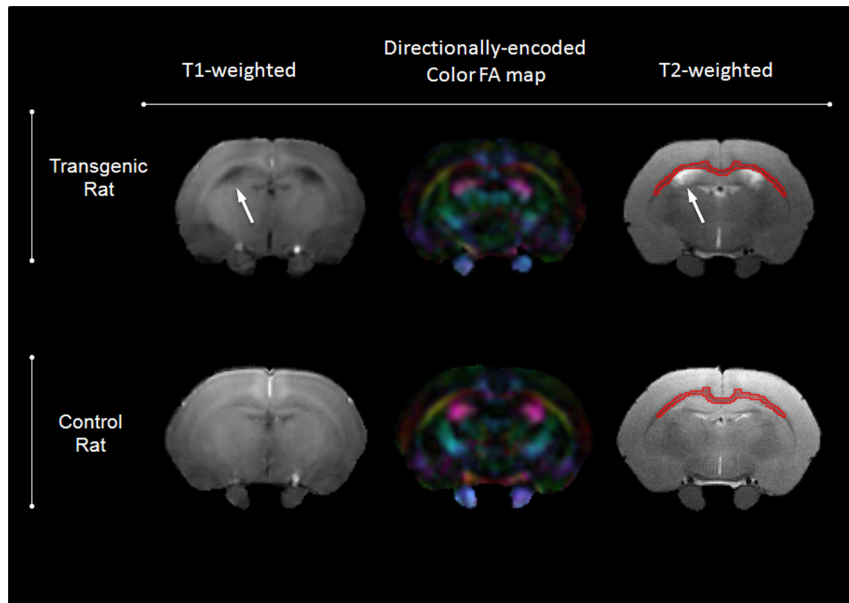 T1-weighted
Directionally-encoded
Color FA map
T2-weighted
Transgenic
Rat
Control
Rat